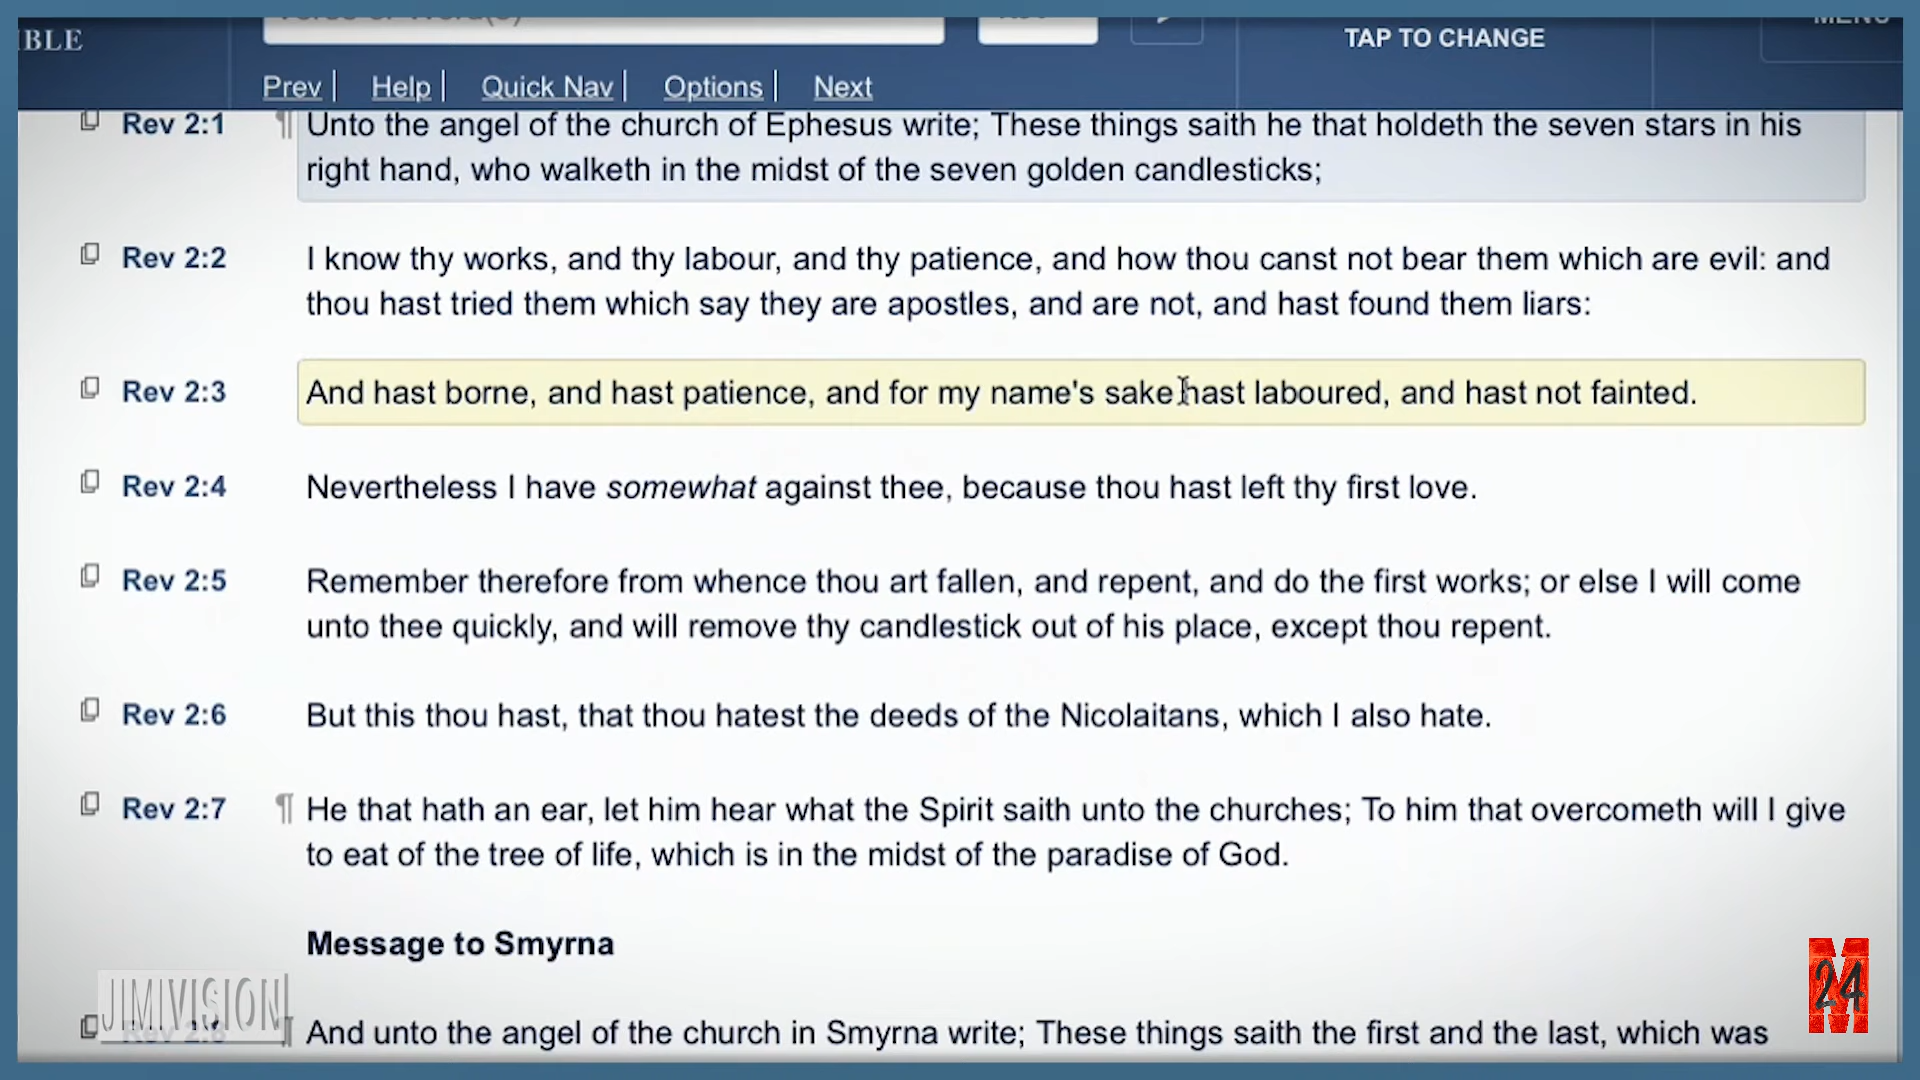 IBLE
TAP TO CHANGE
MENU
Prev | Help | Quick Nav | Options | Next
Rev 2:1 ¶ Unto the angel of the church of Ephesus write; These things saith he that holdeth the seven stars in his
right hand, who walketh in the midst of the seven golden candlesticks;
Rev 2:2 I know thy works, and thy labour, and thy patience, and how thou canst not bear them which are evil: and
thou hast tried them which say they are apostles, and are not, and hast found them liars:
Rev 2:3 And hast borne, and hast patience, and for my name's sake hast laboured, and hast not fainted.
Rev 2:4 Nevertheless I have somewhat against thee, because thou hast left thy first love.
Rev 2:5 Remember therefore from whence thou art fallen, and repent, and do the first works; or else I will come
unto thee quickly, and will remove thy candlestick out of his place, except thou repent.
Rev 2:6 But this thou hast, that thou hatest the deeds of the Nicolaitans, which I also hate.
Rev 2:7 ¶ He that hath an ear, let him hear what the Spirit saith unto the churches; To him that overcometh will I give
to eat of the tree of life, which is in the midst of the paradise of God.
Message to Smyrna
And unto the angel of the church in Smyrna write; These things saith the first and the last, which was
JIMIVISION
M 24